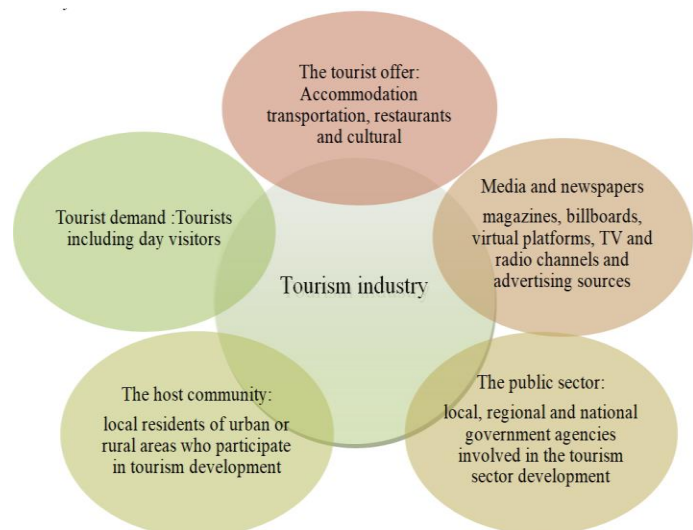 The tourist offer:
Accommodation
transportation, restaurants
and cultural
Media and newspapers
magazines, billboards,
virtual platforms, TV and
radio channels and
advertising sources
The public sector:
local, regional and national
government agencies
involved in the tourism
sector development
The host community:
local residents of urban or
rural areas who participate
in tourism development
Tourist demand :Tourists
including day visitors
Tourism industry